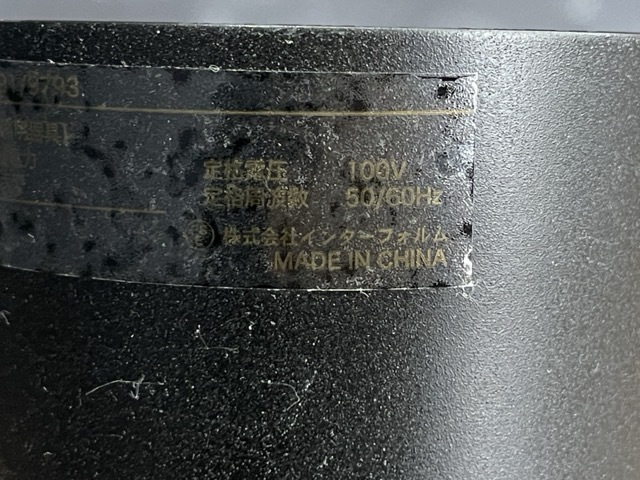 9793
定格電圧 100V
定格周波数 50/60Hz
株式会社インターフォルム
MADE IN CHINA